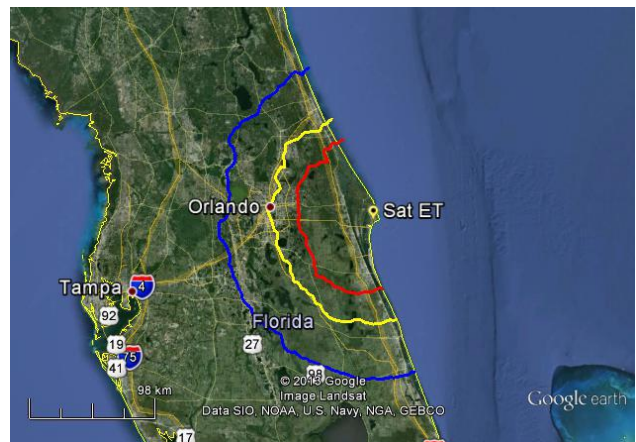 Orlando
Sat ET
Tampa
4
92
Florida
19
27
75
41
98
98 km
© 2013 Google
Image Landsat
Data SIO, NOAA, U.S. Navy, NGA, GEBCO
Google earth
17